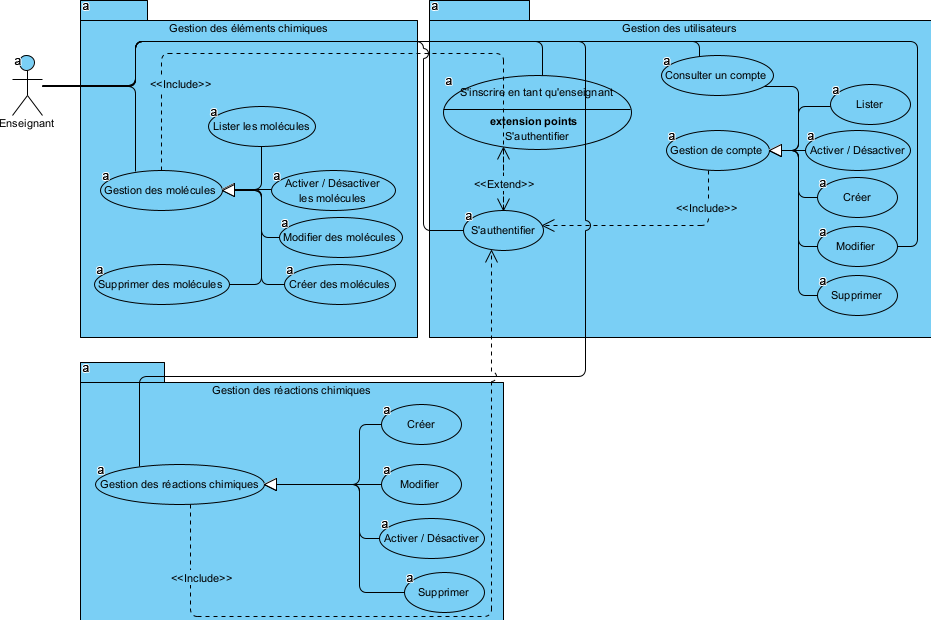 a
a
Gestion des éléments chimiques
Gestion des utilisateurs
a
Enseignant
<<Include>>
a
Lister les molécules
a
Gestion des molécules
a
Activer / Désactiver
les molécules
a
Modifier des molécules
a
Supprimer des molécules
a
Créer des molécules
a
S'inscrire en tant qu'enseignant
extension points
S'authentifier
<<Extend>>
a
S'authentifier
a
Consulter un compte
a
Lister
a
Gestion de compte
a
Activer / Désactiver
<<Include>>
a
Créer
a
Modifier
a
Supprimer
a
Gestion des réactions chimiques
a
Créer
a
Gestion des réactions chimiques
a
Modifier
a
Activer / Désactiver
<<Include>>
a
Supprimer